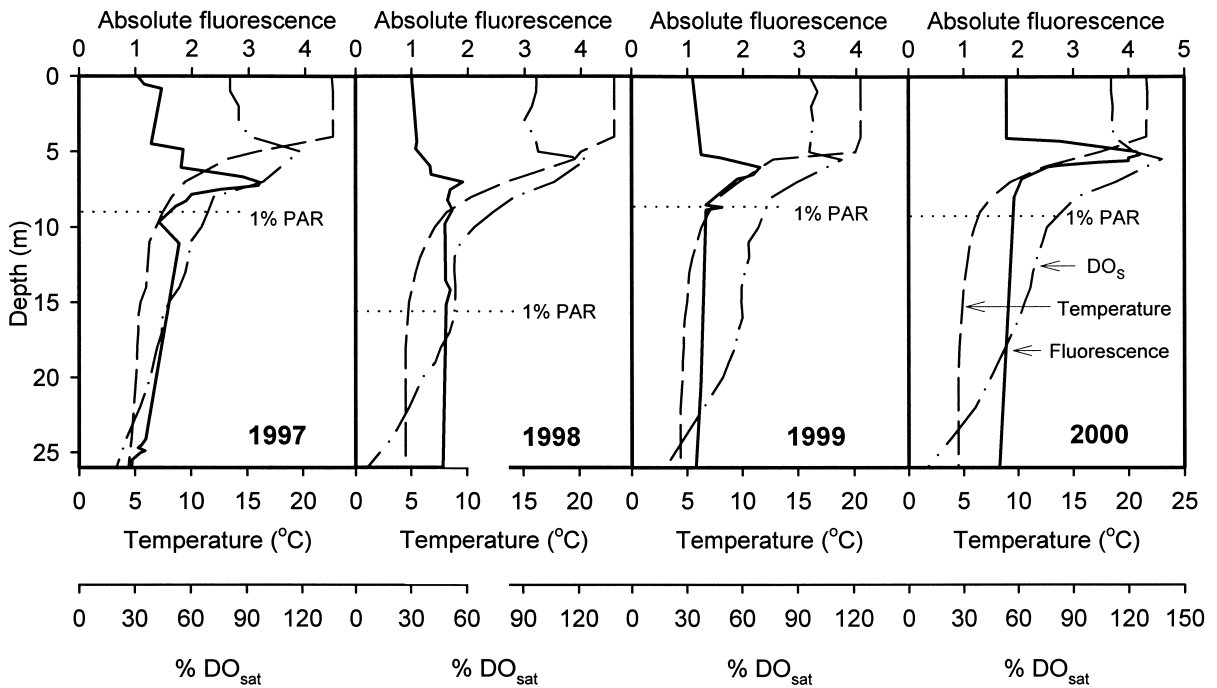 Absolute fluorescence Absolute fluorescence Absolute fluorescence Absolute fluorescence
0 1 2 3 4 0 1 2 3 4 0 1 2 3 4 0 1 2 3 4 5
0
5
10
15
20
25
Depth (m)
1% PAR
1% PAR
1% PAR
1% PAR
DOs
Temperature
Fluorescence
1997 1998 1999 2000
0 5 10 15 20 0 5 10 15 20 0 5 10 15 20 0 5 10 15 20 25
Temperature (°C) Temperature (°C) Temperature (°C) Temperature (°C)
0 30 60 90 120 0 30 60 90 120 0 30 60 90 120 0 30 60 90 120 150
% DOsat % DOsat % DOsat % DOsat